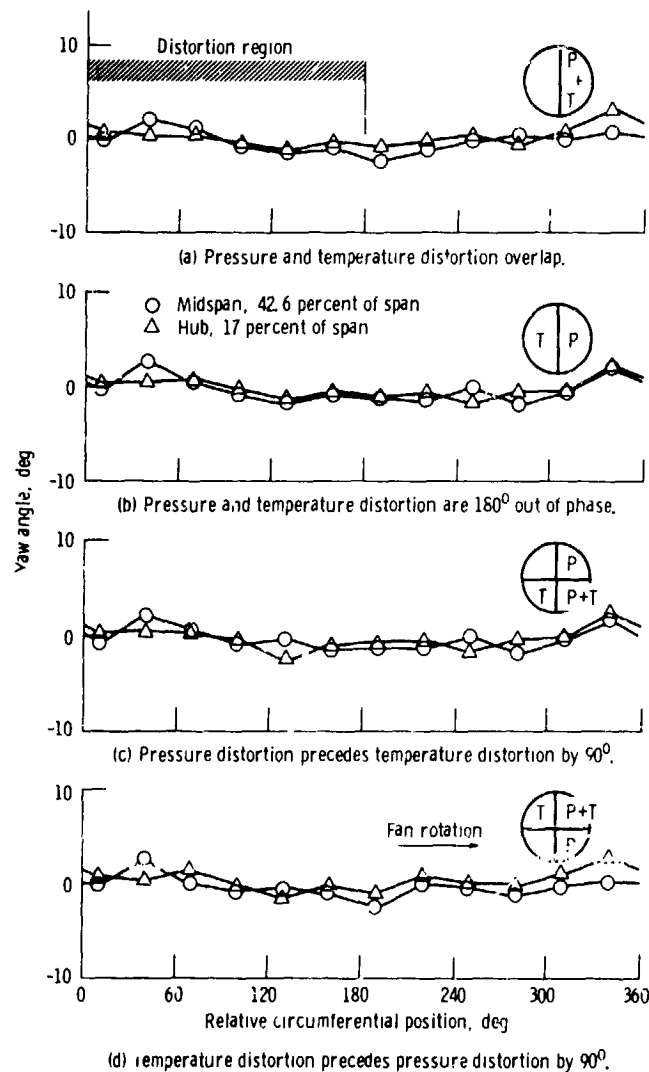 10
Distortion region
P
+
T
0
-10
(a) Pressure and temperature distortion overlap.
10
Midspan, 42.6 percent of span
Hub, 17 percent of span
T P
0
-10
(b) Pressure and temperature distortion are 180⁰ out of phase.
Yaw angle, deg
10
P
T P+T
0
-10
(c) Pressure distortion precedes temperature distortion by 90⁰.
10
T P+T
P
Fan rotation
0
-10
0 60 120 180 240 300 360
Relative circumferential position, deg
(d) Temperature distortion precedes pressure distortion by 90⁰.